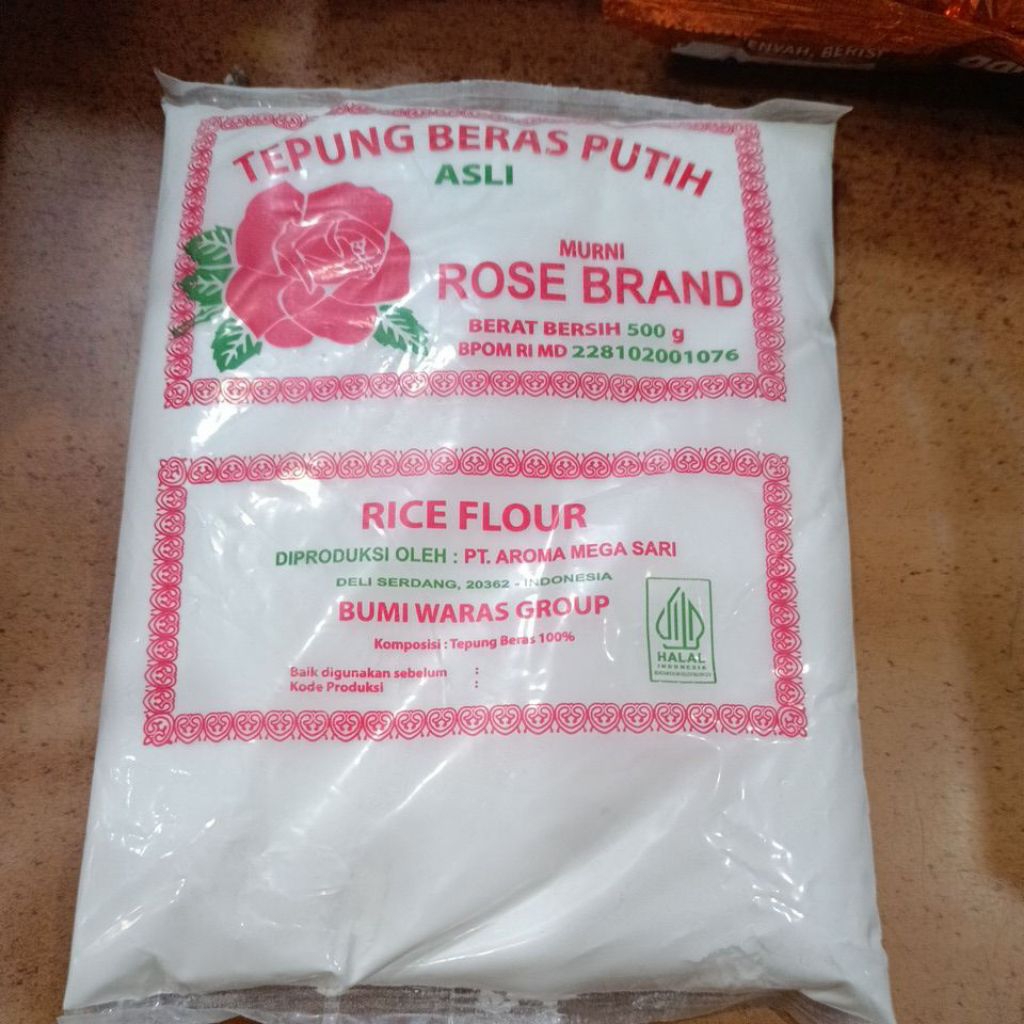 ENYAH, BERISI
TEPUNG BERAS PUTIH
ASLI
MURNI
ROSE BRAND
BERAT BERSIH 500 g
BPOM RI MD 228102001076
RICE FLOUR
DIPRODUKSI OLEH : PT. AROMA MEGA SARI
DELI SERDANG, 20362 - INDONESIA
BUMI WARAS GROUP
Komposisi : Tepung Beras 100%
HALAL
INDONESIA
Baik digunakan sebelum :
Kode Produksi :